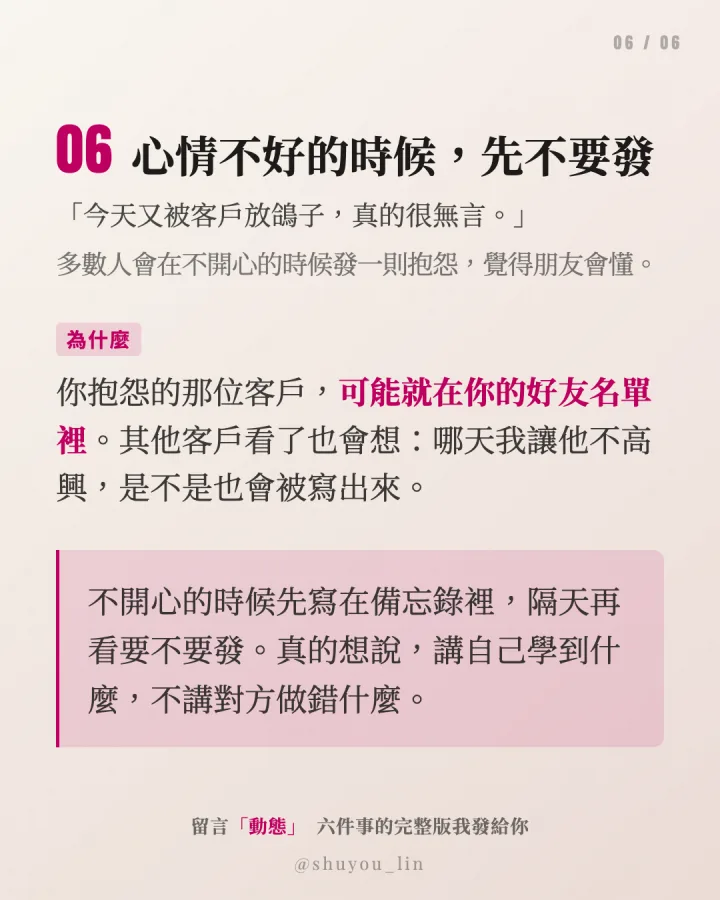 06 / 06
06 心情不好的時候，先不要發
「今天又被客戶放鴿子，真的很無言。」
多數人會在不開心的時候發一則抱怨，覺得朋友會懂。
為什麼
你抱怨的那位客戶，可能就在你的好友名單
裡。其他客戶看了也會想：哪天我讓他不高
興，是不是也會被寫出來。
不開心的時候先寫在備忘錄裡，隔天再
看要不要發。真的想說，講自己學到什
麼，不講對方做錯什麼。
留言「動態」 六件事的完整版我發給你
@shuyou_lin